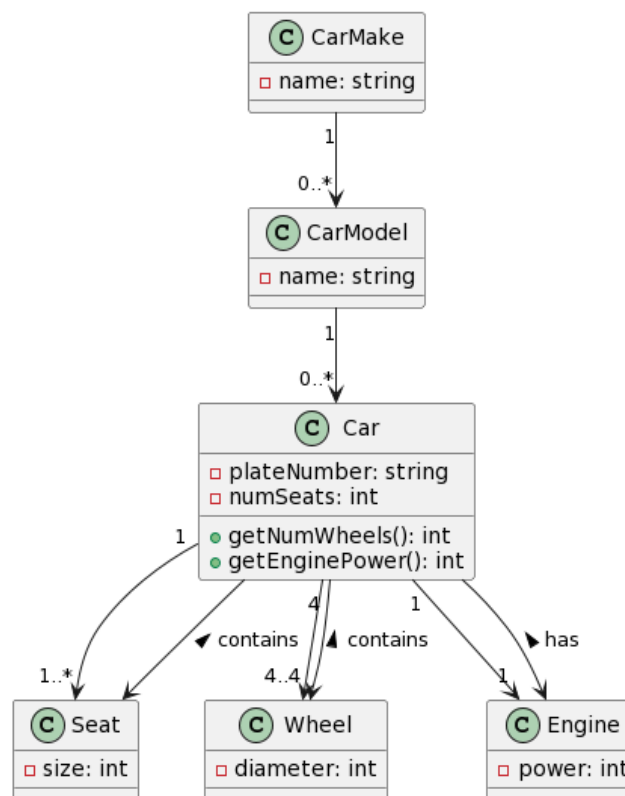 C CarMake
name: string
1
0..*
C CarModel
name: string
1
0..*
C Car
plateNumber: string
numSeats: int
getNumWheels(): int
getEnginePower(): int
1
4
1
contains
contains
has
1..*
4..4
1
C Seat
size: int
C Wheel
diameter: int
C Engine
power: int